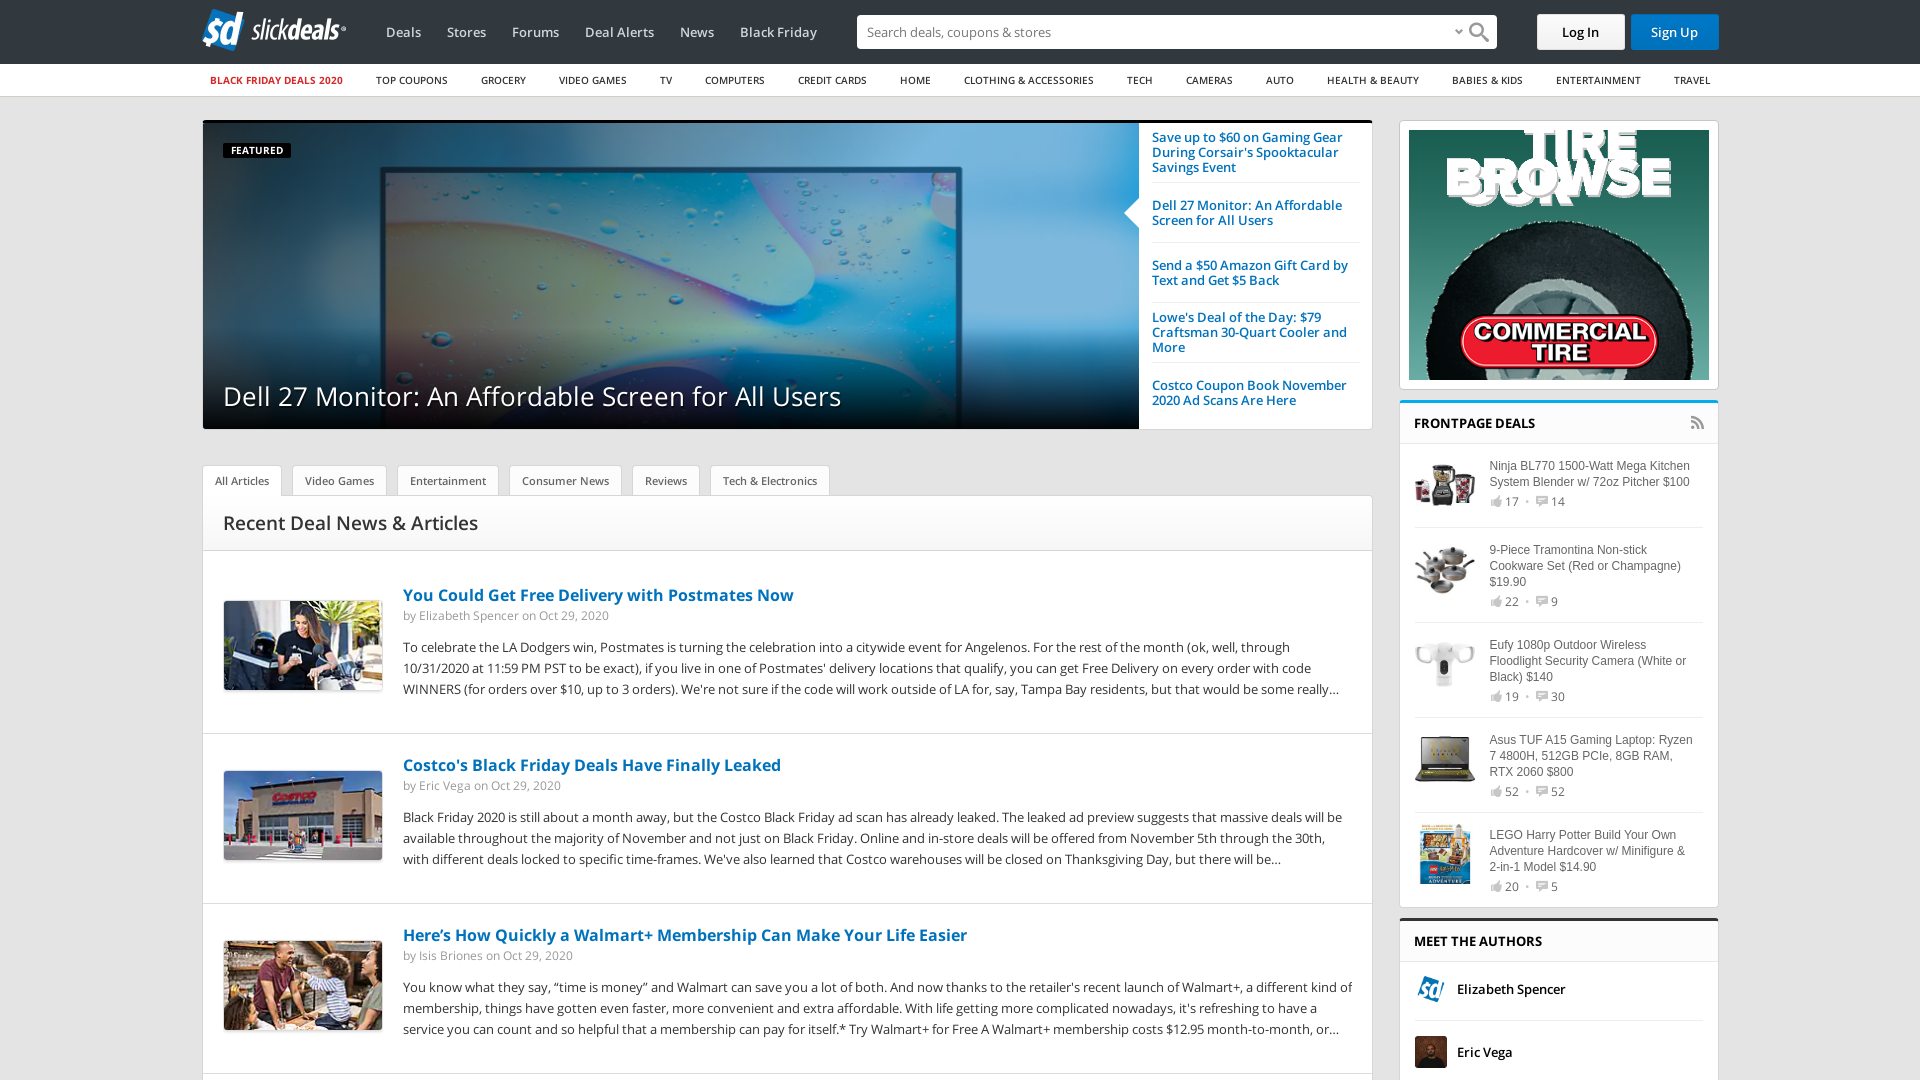 sd slickdeals®
Deals
Stores
Forums
Deal Alerts
News
Black Friday
Search deals, coupons & shares
Log In
Sign Up
BLACK FRIDAY DEALS 2020
TOP COUPONS
GROCERY
VIDEO GAMES
TV
COMPUTERS
CREDIT CARDS
HOME
CLOTHING & ACCESSORIES
TECH
CAMERAS
AUTO
HEALTH & BEAUTY
BABIES & KIDS
ENTERTAINMENT
TRAVEL
FEATURED
Dell 27 Monitor: An Affordable Screen for All Users
Save up to $60 on Gaming Gear
During Corsair's Spooktacular
Savings Event
Dell 27 Monitor: An Affordable
Screen for All Users
Send a $50 Amazon Gift Card by
Text and Get $5 Back
Lowe's Deal of the Day: $79
Craftsman 30-Quart Cooler and
More
Costco Coupon Book November
2020 Ad Scans Are Here
TIRE
BROWSE
OUR
COMMERCIAL
TIRE
All Articles
Video Games
Entertainment
Consumer News
Reviews
Tech & Electronics
Recent Deal News & Articles
You Could Get Free Delivery with Postmates Now
by Elizabeth Spencer on Oct 29, 2020
To celebrate the LA Dodgers win, Postmates is turning the celebration into a citywide event for Angelenos. For the rest of the month (ok, well, through
10/31/2020 at 11:59 PM PST to be exact), if you live in one of Postmates' delivery locations that qualify, you can get Free Delivery on every order with code
WINNERS (for orders over $10, up to 3 orders). We're not sure if the code will work outside of LA for, say, Tampa Bay residents, but that would be some really…
Costco's Black Friday Deals Have Finally Leaked
by Eric Vega on Oct 29, 2020
Black Friday 2020 is still about a month away, but the Costco Black Friday ad scan has already leaked. The leaked ad preview suggests that massive deals will be
available throughout the majority of November and not just on Black Friday. Online and in-store deals will be offered from November 5th through the 30th,
with different deals locked to specific time-frames. We've also learned that Costco warehouses will be closed on Thanksgiving Day, but there will be…
COSTCO
Here's How Quickly a Walmart+ Membership Can Make Your Life Easier
by Isis Briones on Oct 29, 2020
You know what they say, “time is money” and Walmart can save you a lot of both. And now thanks to the retailer's recent launch of Walmart+, a different kind of
membership, things have gotten even faster, more convenient and extra affordable. With life getting more complicated nowadays, it's refreshing to have a
service you can count and so helpful that a membership can pay for itself.* Try Walmart+ for Free A Walmart+ membership costs $12.95 month-to-month, or…
FRONTPAGE DEALS
Ninja BL770 1500-Watt Mega Kitchen
System Blender w/ 72oz Pitcher $100
17 • 14
9-Piece Tramontina Non-stick
Cookware Set (Red or Champagne)
$19.90
22 • 9
Eufy 1080p Outdoor Wireless
Floodlight Security Camera (White or
Black) $140
19 • 30
Asus TUF A15 Gaming Laptop: Ryzen
7 4800H, 512GB PCIe, 8GB RAM,
RTX 2060 $800
52 • 52
LEGO Harry Potter Build Your Own
Adventure Hardcover w/ Minifigure &
2-in-1 Model $14.90
20 • 5
MEET THE AUTHORS
sd
Elizabeth Spencer
Eric Vega